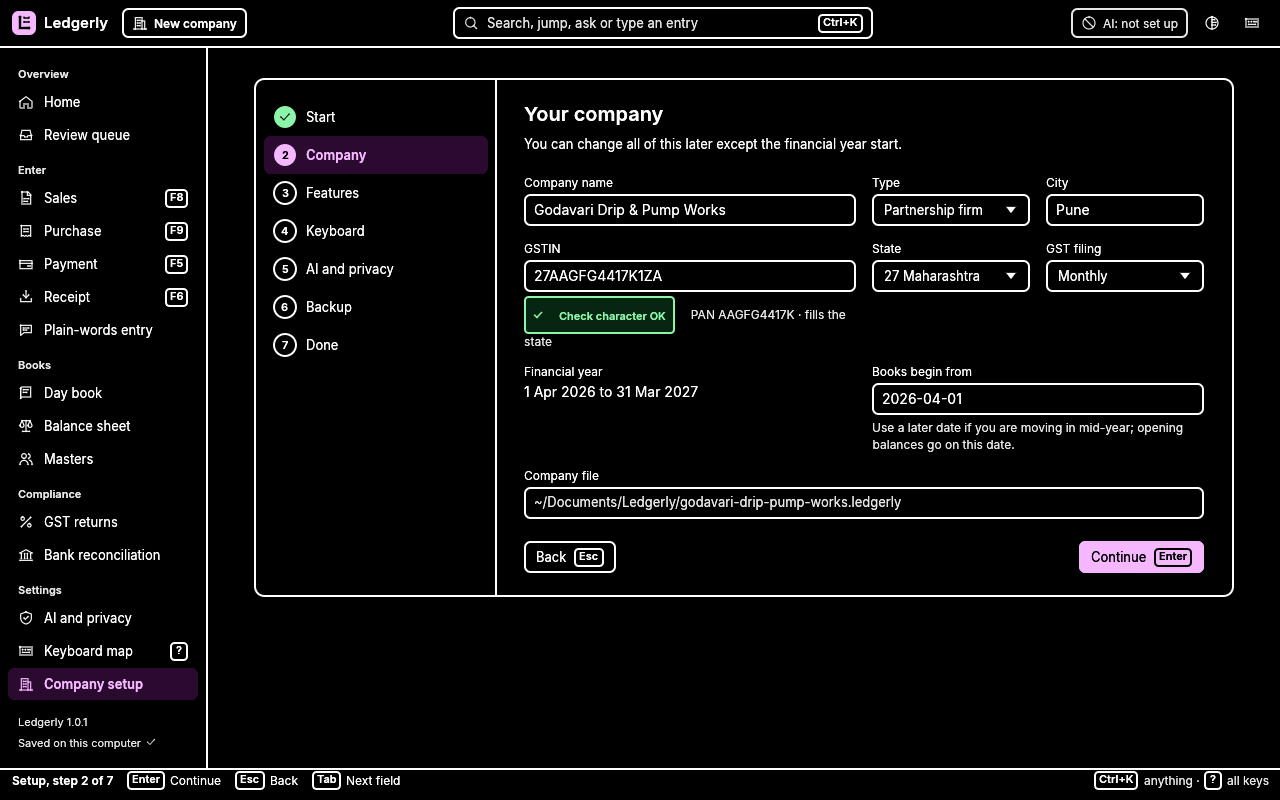 Ledgerly
New company
Search, jump, ask or type an entry
Ctrl+K
AI: not set up
Overview
Home
Review queue
Enter
Sales F8
Purchase F9
Payment F5
Receipt F6
Plain-words entry
Books
Day book
Balance sheet
Masters
Compliance
GST returns
Bank reconciliation
Settings
AI and privacy
Keyboard map ?
Company setup
Ledgerly 1.0.1
Saved on this computer
Start
2 Company
3 Features
4 Keyboard
5 AI and privacy
6 Backup
7 Done
Your company
You can change all of this later except the financial year start.
Company name
Godavari Drip & Pump Works
Type
Partnership firm
City
Pune
GSTIN
27AAGFG4417K1ZA
State
27 Maharashtra
GST filing
Monthly
Check character OK PAN AAGFG4417K · fills the
state
Financial year
1 Apr 2026 to 31 Mar 2027
Books begin from
2026-04-01
Use a later date if you are moving in mid-year; opening
balances go on this date.
Company file
~/Documents/Ledgerly/godavari-drip-pump-works.ledgerly
Back Esc
Continue Enter
Setup, step 2 of 7 Enter Continue Esc Back Tab Next field
Ctrl+K anything · ? all keys